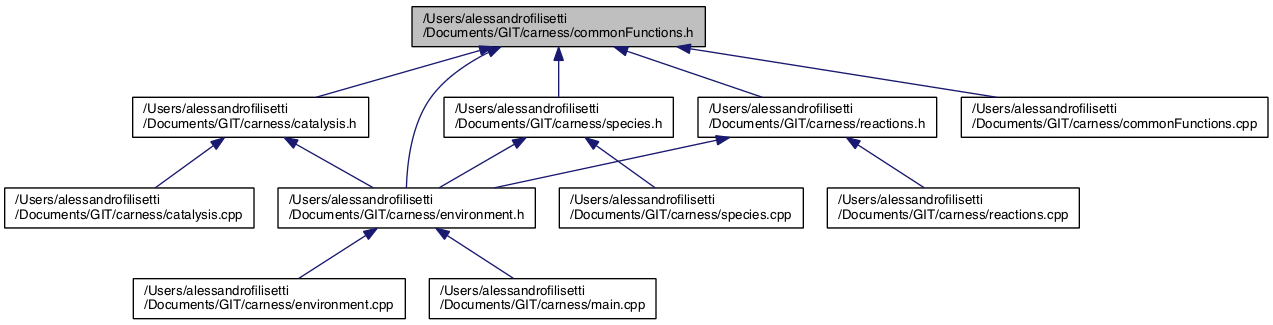 /Users/alessandrofilisetti
/Documents/GIT/carness/commonFunctions.h
/Users/alessandrofilisetti
/Documents/GIT/carness/catalysis.h
/Users/alessandrofilisetti
/Documents/GIT/carness/species.h
/Users/alessandrofilisetti
/Documents/GIT/carness/reactions.h
/Users/alessandrofilisetti
/Documents/GIT/carness/commonFunctions.cpp
/Users/alessandrofilisetti
/Documents/GIT/carness/catalysis.cpp
/Users/alessandrofilisetti
/Documents/GIT/carness/environment.h
/Users/alessandrofilisetti
/Documents/GIT/carness/species.cpp
/Users/alessandrofilisetti
/Documents/GIT/carness/reactions.cpp
/Users/alessandrofilisetti
/Documents/GIT/carness/environment.cpp
/Users/alessandrofilisetti
/Documents/GIT/carness/main.cpp